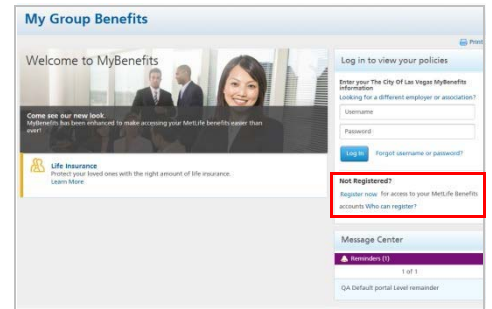 My Group Benefits
Print
Welcome to MyBenefits
Come see our new look.
MyBenefits has been enhanced to make accessing your MetLife benefits easier than
ever!
Life Insurance
Protect your loved ones with the right amount of life insurance.
Learn More
Log in to view your policies
Enter your The City Of Las Vegas MyBenefits
information
Looking for a different employer or association?
Username
Password
Log In Forgot username or password?
Not Registered?
Register now for access to your MetLife Benefits
accounts Who can register?
Message Center
Reminders (1)
1 of 1
QA Default portal Level remainder